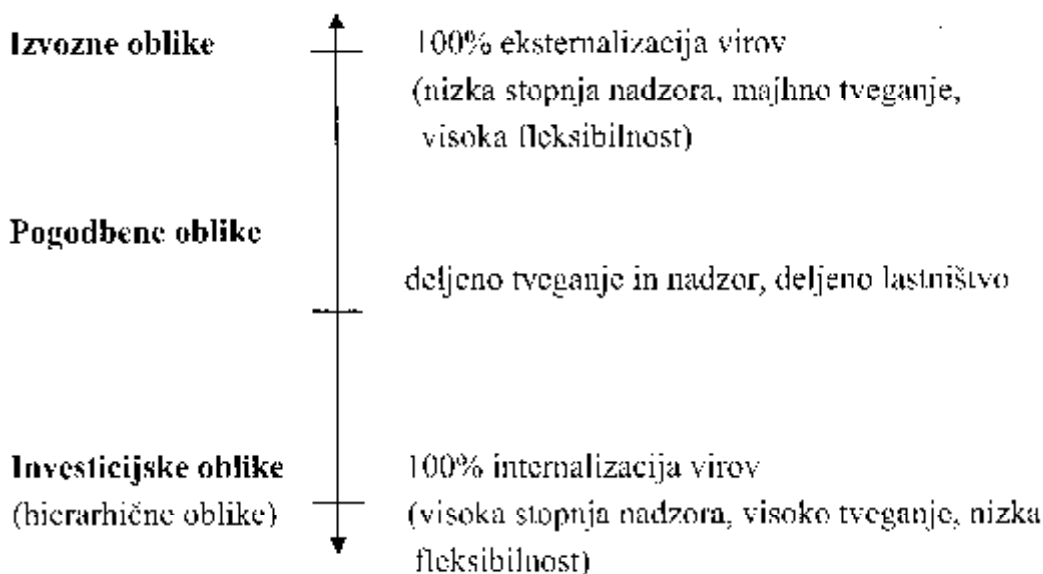 Izvozne oblike
100% eksternalizacija virov
(nizka stopnja nadzora, majhno tveganje,
visoka fleksibilnost)
Pogodbene oblike
deljeno tveganje in nadzor, deljeno lastništvo
Investicijske oblike
(hierarhične oblike)
100% internalizacija virov
(visoka stopnja nadzora, visoko tveganje, nizka
fleksibilnost)